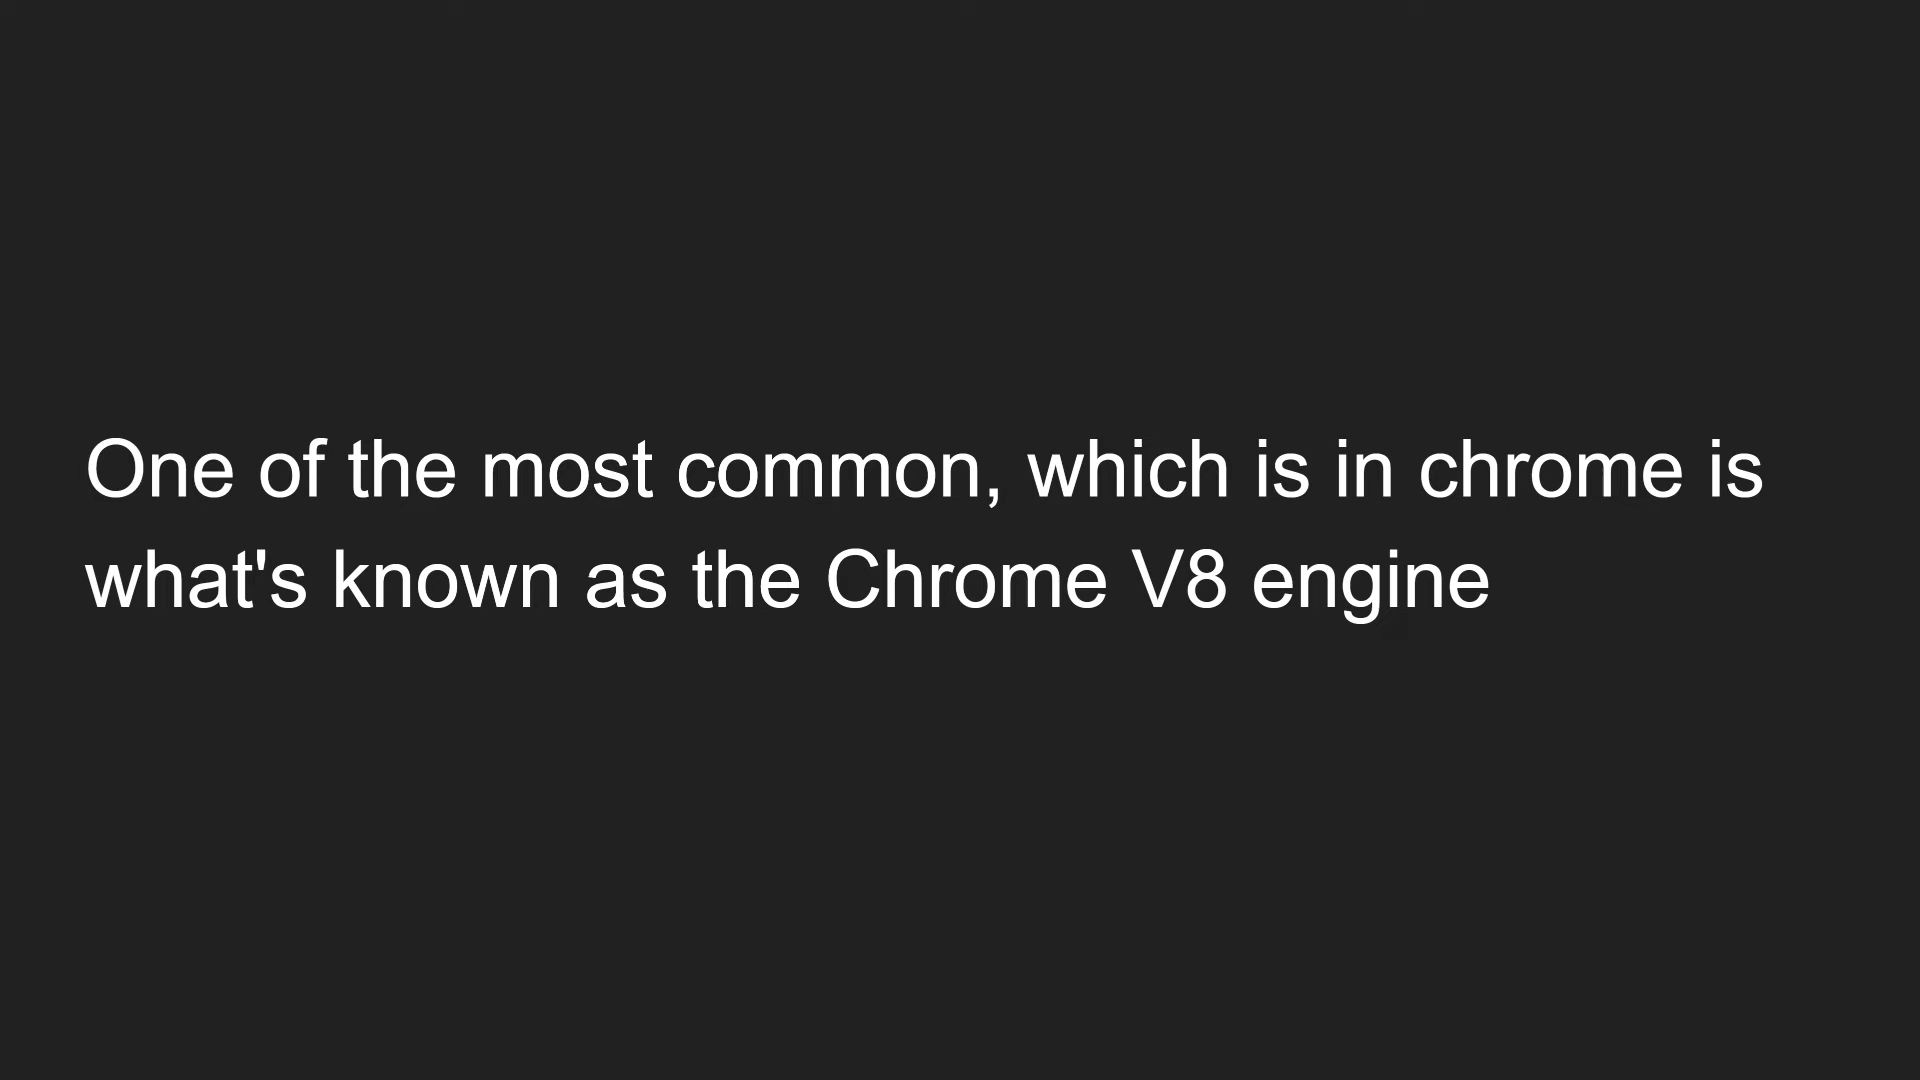 One of the most common, which is in chrome is
what's known as the Chrome V8 engine